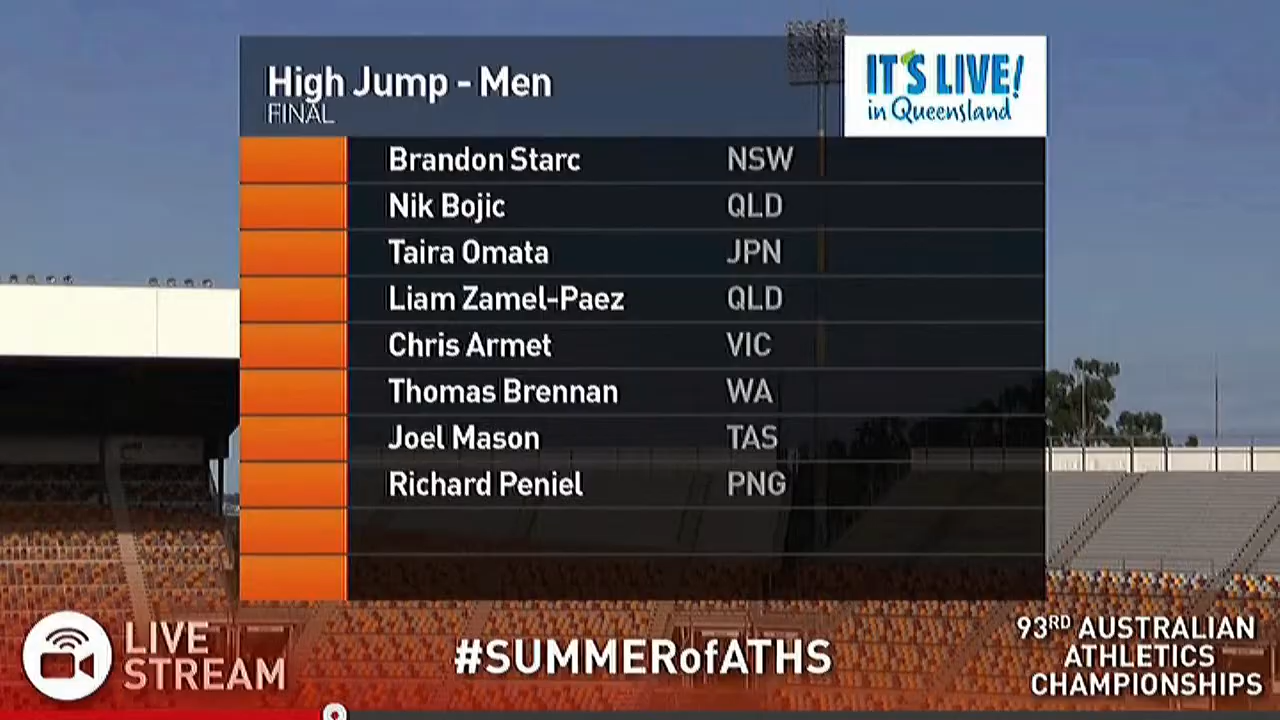 High Jump - Men
FINAL
IT'S LIVE!
in Queensland
Brandon Starc NSW
Nik Bojic QLD
Taira Omata JPN
Liam Zamel-Paez QLD
Chris Armet VIC
Thomas Brennan WA
Joel Mason TAS
Richard Peniel PNG
LIVE
STREAM
#SUMMERofATHS
93RD AUSTRALIAN
ATHLETICS
CHAMPIONSHIPS